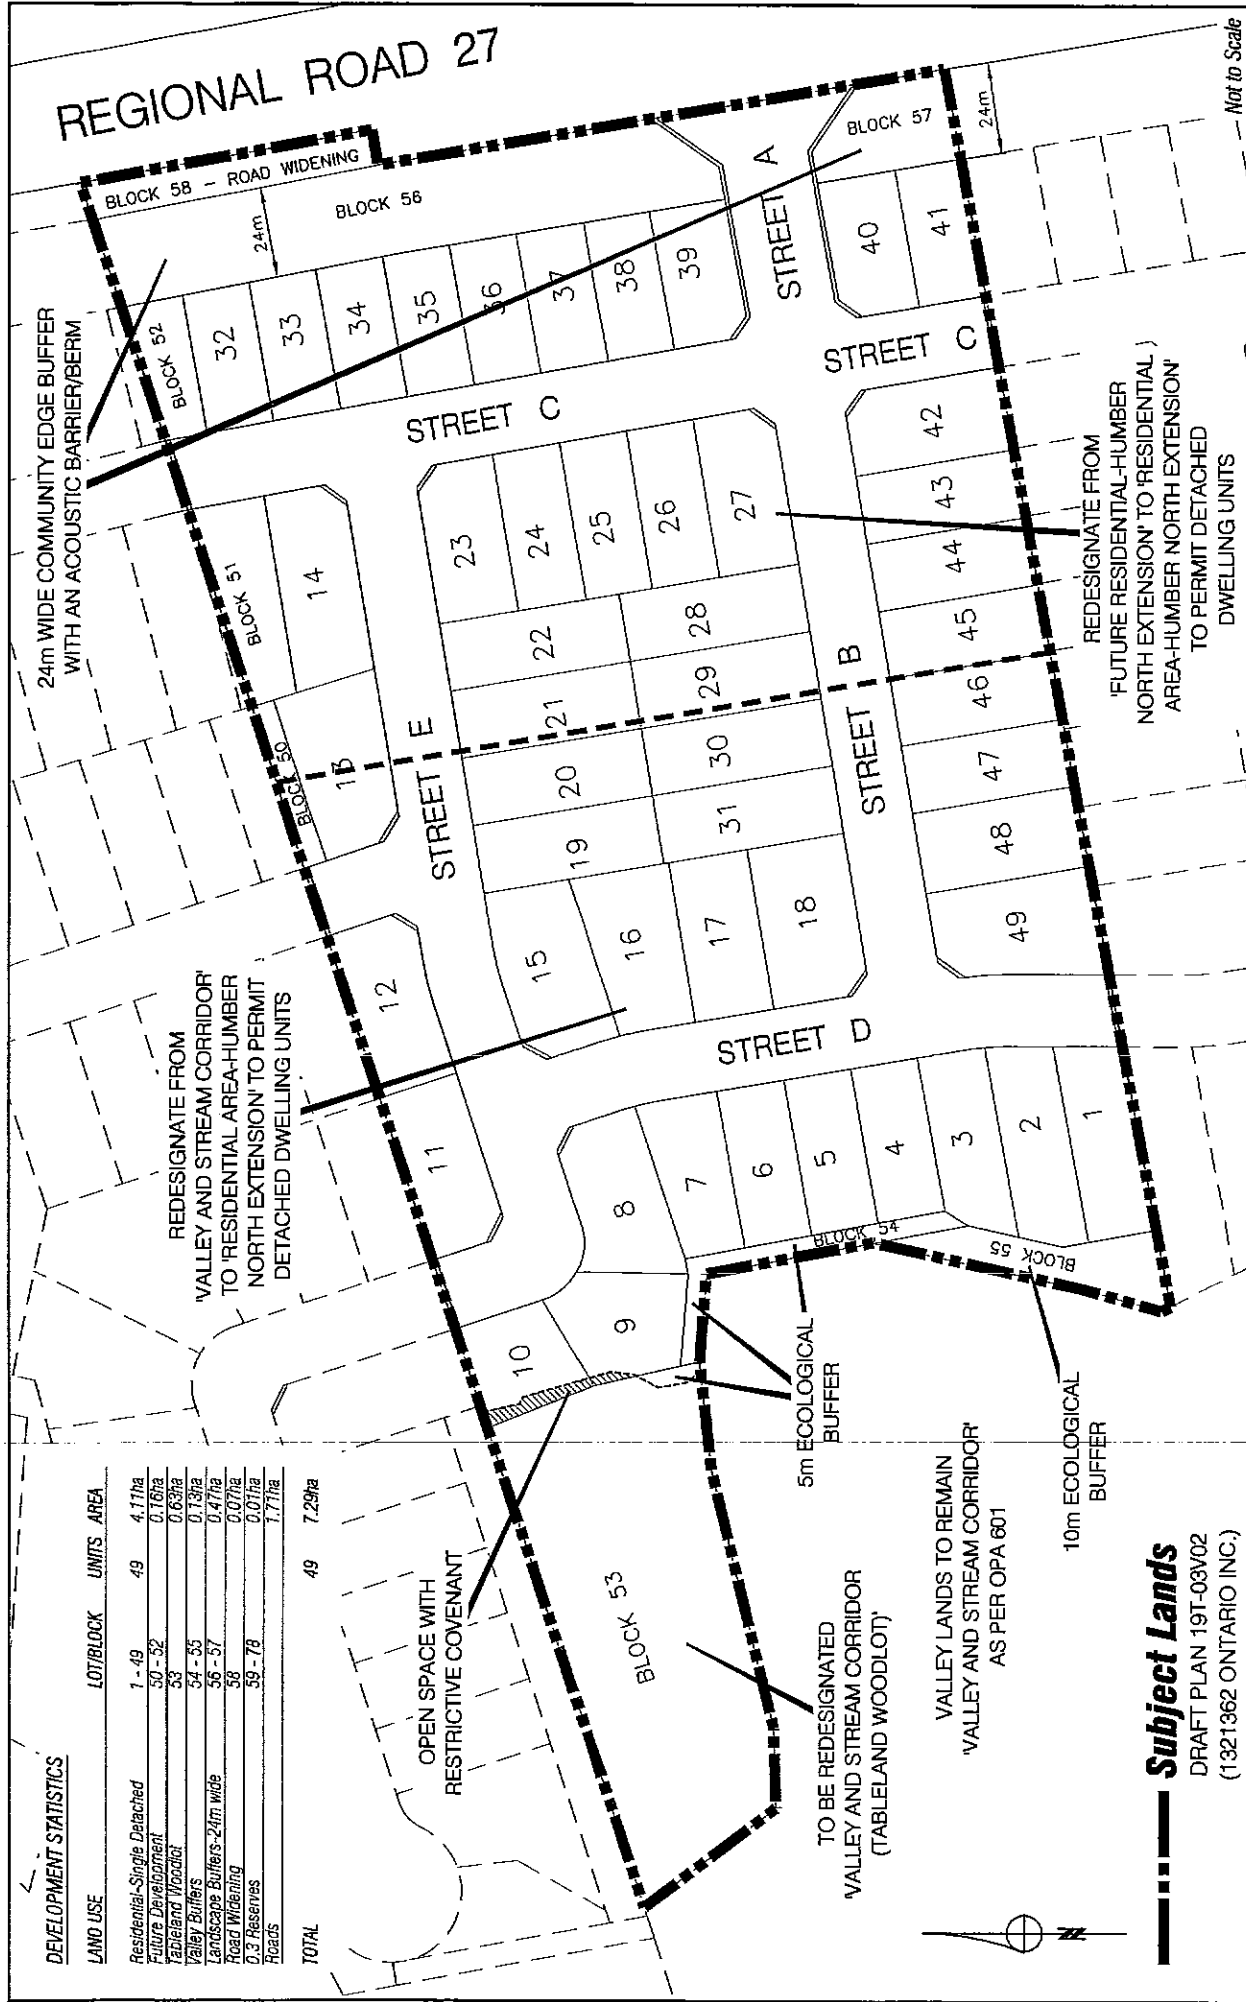 DEVELOPMENT STATISTICS
LAND USE LOT/BLOCK UNITS AREA
Residential-Single Detached 1 - 49 49 4.11ha
Future Development 50 - 52 0.16ha
Tableland Woodlot 53 0.63ha
Valley Buffers 54 - 55 0.13ha
Landscape Buffers-24m wide 56 - 57 0.47ha
Road Widening 58 0.07ha
0.3 Reserves 59 - 78 0.01ha
Roads 1.71ha
TOTAL 49 7.29ha
REGIONAL ROAD 27
24m WIDE COMMUNITY EDGE BUFFER
WITH AN ACOUSTIC BARRIER/BERM
BLOCK 58 - ROAD WIDENING
24m
BLOCK 56
BLOCK 57
24m
BLOCK 52
32
33
34
35
36
37
38
39
STREET A
40
41
STREET C
STREET C
BLOCK 51
14
BLOCK 50
13
STREET E
23
24
25
26
27
22
28
21
29
20
30
19
31
15
16
17
18
STREET B
42
43
44
45
46
47
48
49
REDESIGNATE FROM
'FUTURE RESIDENTIAL-HUMBER
NORTH EXTENSION' TO 'RESIDENTIAL
AREA-HUMBER NORTH EXTENSION'
TO PERMIT DETACHED
DWELLING UNITS
REDESIGNATE FROM
'VALLEY AND STREAM CORRIDOR'
TO 'RESIDENTIAL AREA-HUMBER
NORTH EXTENSION' TO PERMIT
DETACHED DWELLING UNITS
12
11
STREET D
10
9
8
7
6
5
4
3
2
1
BLOCK 54
BLOCK 55
OPEN SPACE WITH
RESTRICTIVE COVENANT
BLOCK 53
5m ECOLOGICAL
BUFFER
10m ECOLOGICAL
BUFFER
TO BE REDESIGNATED
'VALLEY AND STREAM CORRIDOR
(TABLELAND WOODLOT)'
VALLEY LANDS TO REMAIN
'VALLEY AND STREAM CORRIDOR'
AS PER OPA 601
N
Subject Lands
DRAFT PLAN 19T-03V02
(1321362 ONTARIO INC.)
Not to Scale